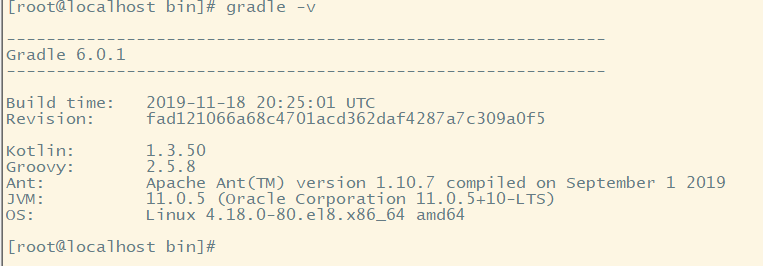 [root@localhost bin]# gradle -v
------------------------------------------------------------
Gradle 6.0.1
------------------------------------------------------------
Build time:   2019-11-18 20:25:01 UTC
Revision:     fad121066a68c4701acd362daf4287a7c309a0f5
Kotlin:       1.3.50
Groovy:       2.5.8
Ant:          Apache Ant(TM) version 1.10.7 compiled on September 1 2019
JVM:          11.0.5 (Oracle Corporation 11.0.5+10-LTS)
OS:           Linux 4.18.0-80.el8.x86_64 amd64
[root@localhost bin]#